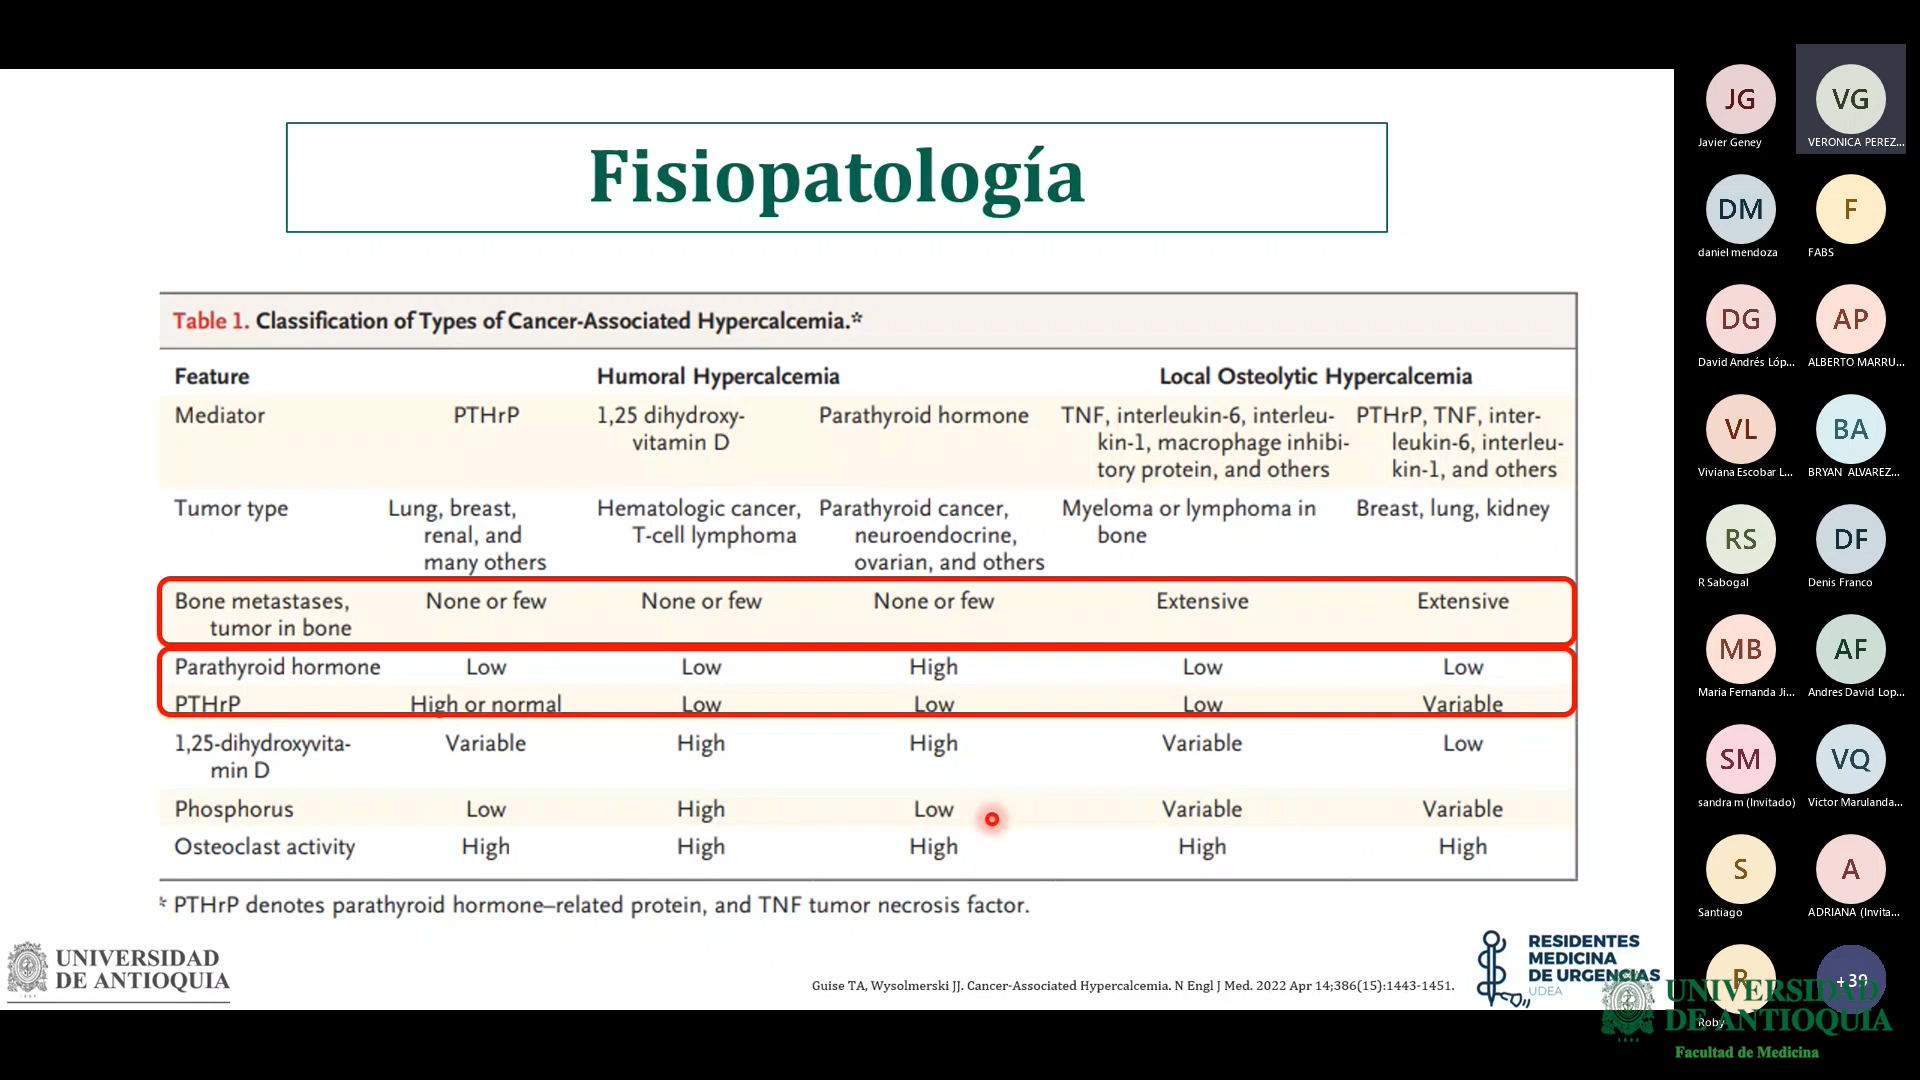 Fisiopatología
Table 1. Classification of Types of Cancer-Associated Hypercalcemia.*
Feature Humoral Hypercalcemia Local Osteolytic Hypercalcemia
Mediator PTHrP 1,25 dihydroxy- Parathyroid hormone TNF, interleukin-6, interleu- PTHrP, TNF, inter-
vitamin D kin-1, macrophage inhibi- leukin-6, interleu-
tory protein, and others kin-1, and others
Tumor type Lung, breast, Hematologic cancer, Parathyroid cancer, Myeloma or lymphoma in Breast, lung, kidney
renal, and T-cell lymphoma neuroendocrine, bone
many others ovarian, and others
Bone metastases, None or few None or few None or few Extensive Extensive
tumor in bone
Parathyroid hormone Low Low High Low Low
PTHrP High or normal Low Low Low Variable
1,25-dihydroxyvita- Variable High High Variable Low
min D
Phosphorus Low High Low Variable Variable
Osteoclast activity High High High High High
* PTHrP denotes parathyroid hormone–related protein, and TNF tumor necrosis factor.
UNIVERSIDAD
DE ANTIOQUIA
1803
Guise TA, Wysolmerski JJ. Cancer-Associated Hypercalcemia. N Engl J Med. 2022 Apr 14;386(15):1443-1451.
RESIDENTES
MEDICINA
DE URGENCIAS
UDEA
JG VG
Javier Geney VERONICA PEREZ...
DM F
daniel mendoza FABS
DG AP
David Andrés Lóp... ALBERTO MARRU...
VL BA
Viviana Escobar L... BRYAN ALVAREZ...
RS DF
R Sabogal Denis Franco
MB AF
Maria Fernanda Ji... Andres David Lop...
SM VQ
sandra m (Invitado) Victor Marulanda...
S A
Santiago ADRIANA (Invita...
R +39
Roby
UNIVERSIDAD
DE ANTIOQUIA
1803
Facultad de Medicina